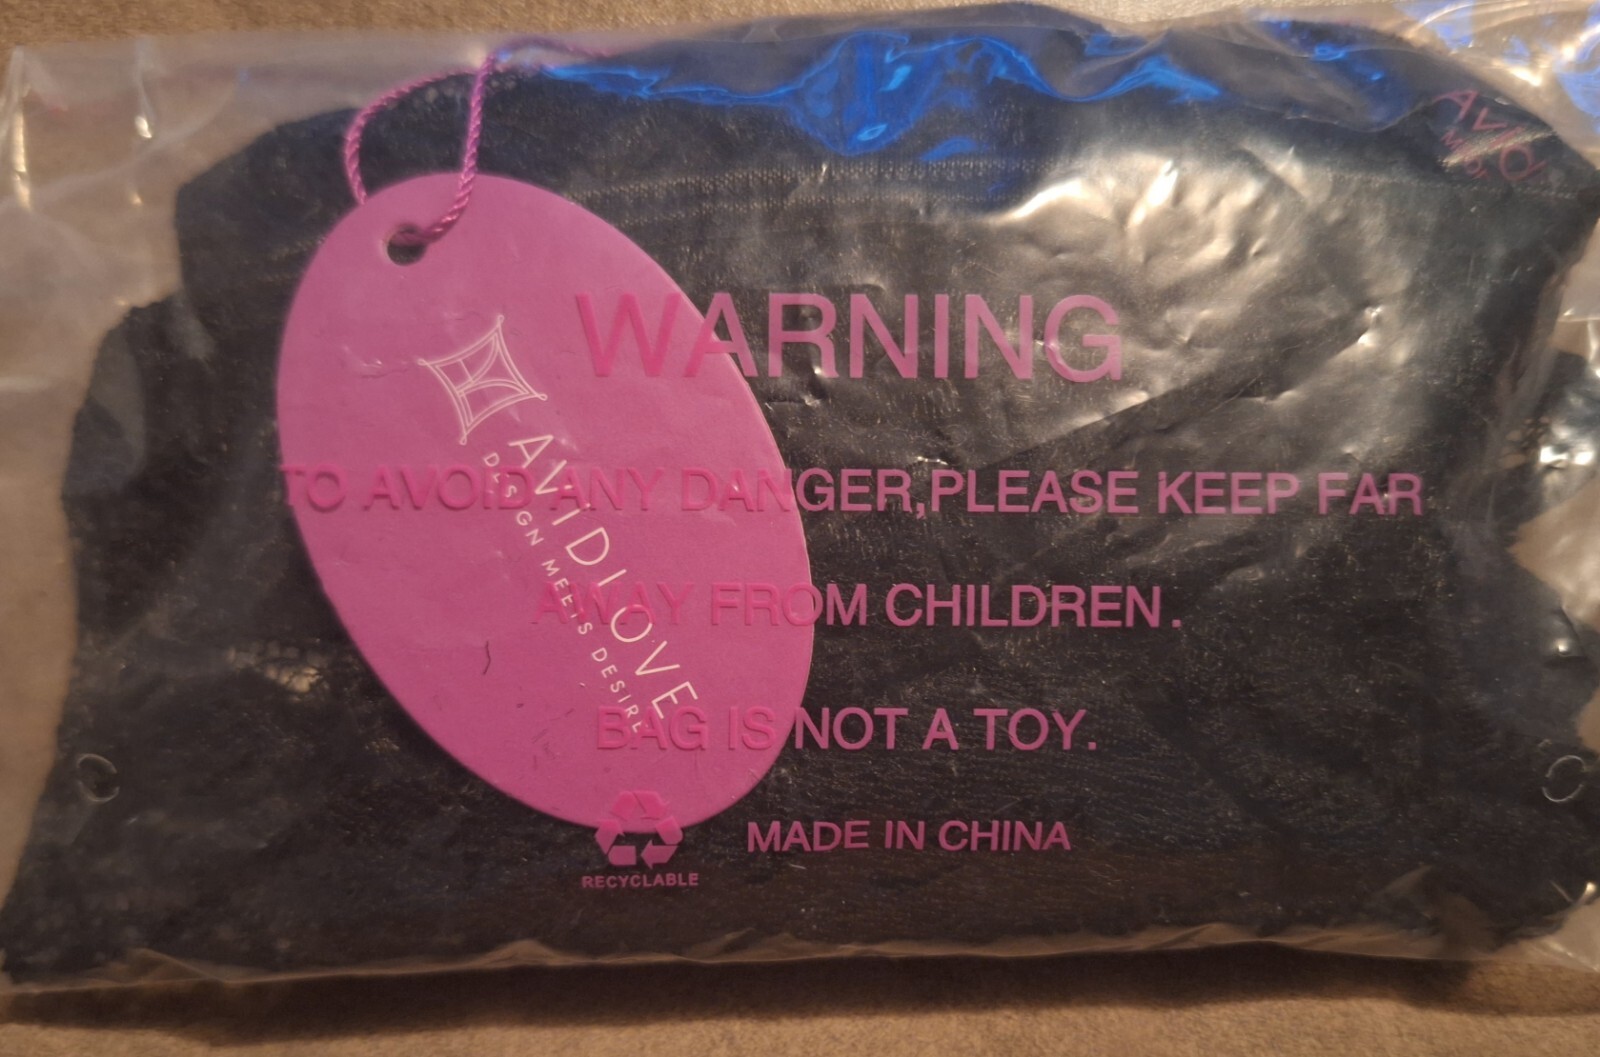 Avid
WARNING
TO AVOID ANY DANGER,PLEASE KEEP FAR
AWAY FROM CHILDREN.
BAG IS NOT A TOY.
RECYCLABLE
MADE IN CHINA
AVIDLOVE
DESIGN MEETS DESIRE